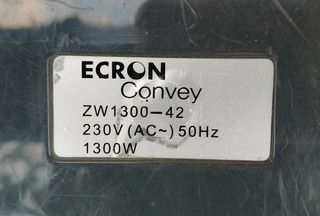 ECRON
Convey
ZW1300-42
230V(AC~)50Hz
1300W